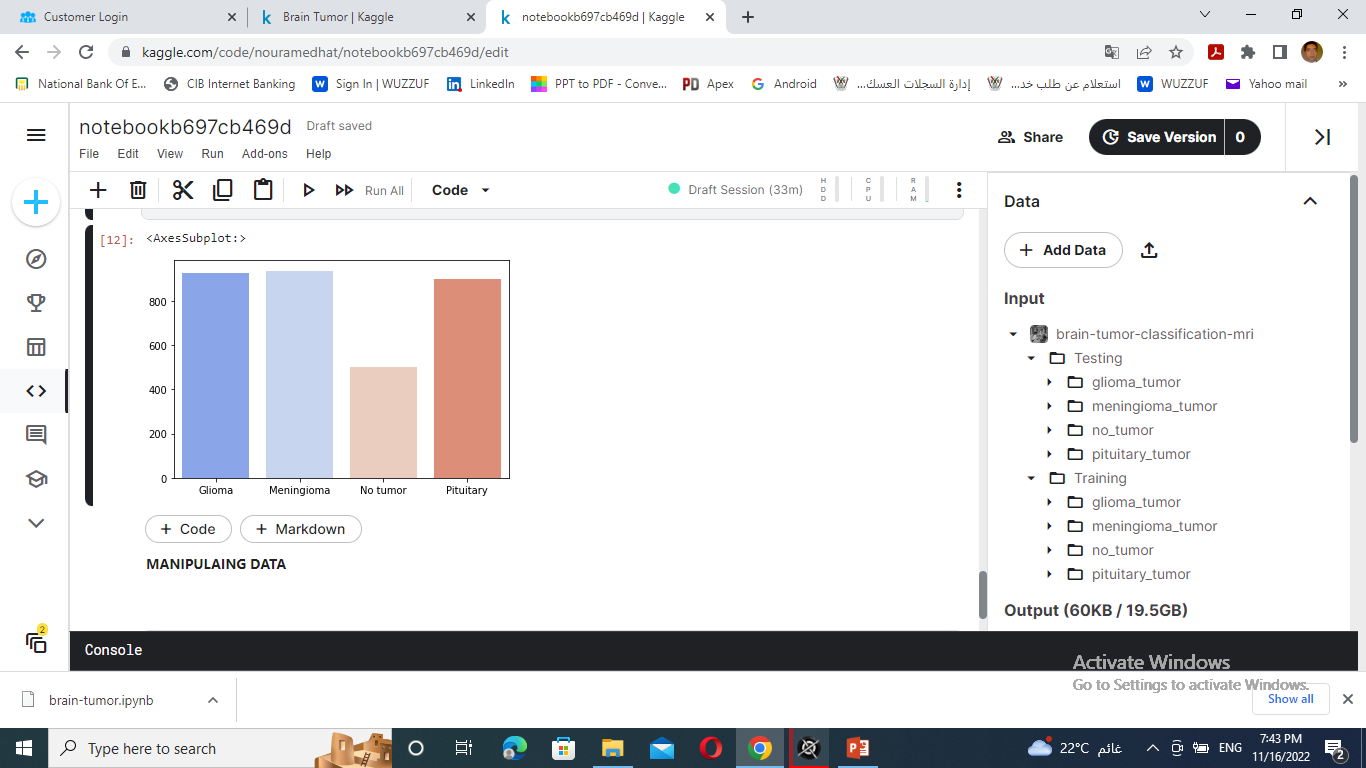 Customer Login
Brain Tumor | Kaggle
notebookb697cb469d | Kaggle
kaggle.com/code/nouramedhat/notebookb697cb469d/edit
National Bank Of E...
CIB Internet Banking
Sign In | WUZZUF
LinkedIn
PPT to PDF - Conve...
Apex
Android
إدارة السجلات العسك...
استعلام عن طلب خد...
WUZZUF
Yahoo mail
notebookb697cb469d
Draft saved
File Edit View Run Add-ons Help
Share
Save Version 0
Run All
Code
Draft Session (33m)
HDD
CPU
RAM
Data
Add Data
Input
brain-tumor-classification-mri
Testing
glioma_tumor
meningioma_tumor
no_tumor
pituitary_tumor
Training
glioma_tumor
meningioma_tumor
no_tumor
pituitary_tumor
Output (60KB / 19.5GB)
[12]: <AxesSubplot:>
800
600
400
200
0
Glioma Meningioma No tumor Pituitary
+ Code
+ Markdown
MANIPULAING DATA
2
Console
Activate Windows
Go to Settings to activate Windows.
brain-tumor.ipynb
Show all
Type here to search
22°C غائم
ENG
7:43 PM
11/16/2022
2